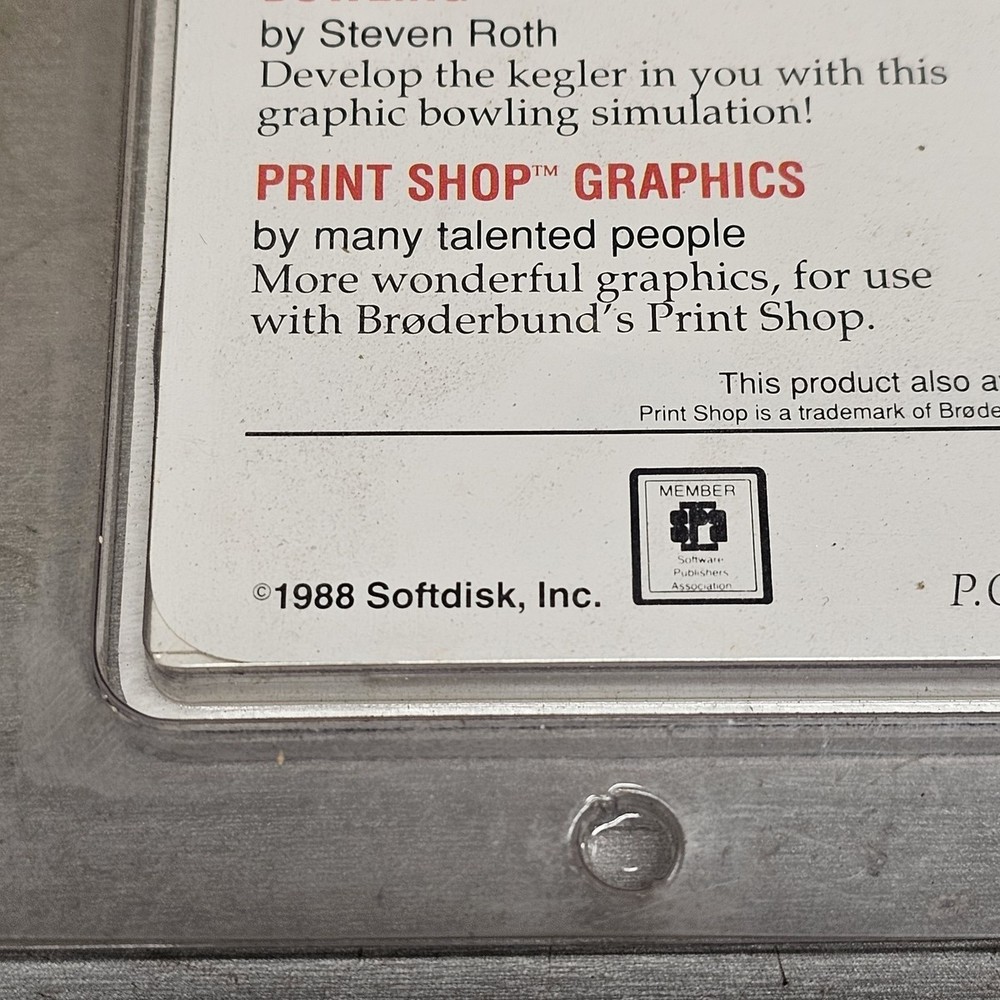 BOWLING
by Steven Roth
Develop the kegler in you with this
graphic bowling simulation!
PRINT SHOP™ GRAPHICS
by many talented people
More wonderful graphics, for use
with Brøderbund's Print Shop.
This product also a
Print Shop is a trademark of Brøde
MEMBER
spa
Software
Publishers
Association
©1988 Softdisk, Inc.
P.O